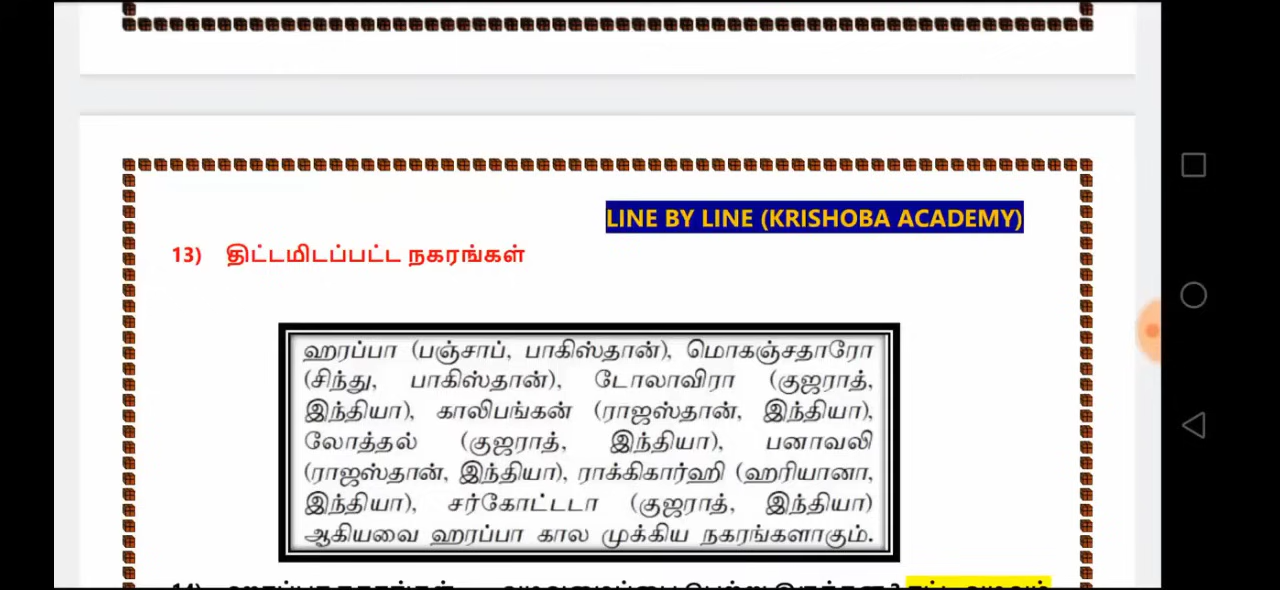 LINE BY LINE (KRISHOBA ACADEMY)
13) திட்டமிடப்பட்ட நகரங்கள்
ஹரப்பா (பஞ்சாப், பாகிஸ்தான்), மொகஞ்சதாரோ
(சிந்து, பாகிஸ்தான்), டோலாவிரா (குஜராத்,
இந்தியா), காலிபங்கன் (ராஜஸ்தான், இந்தியா),
லோத்தல் (குஜராத், இந்தியா), பனாவலி
(ராஜஸ்தான், இந்தியா), ராக்கிகார்ஹி (ஹரியானா,
இந்தியா), சர்கோட்டடா (குஜராத், இந்தியா)
ஆகியவை ஹரப்பா கால முக்கிய நகரங்களாகும்.